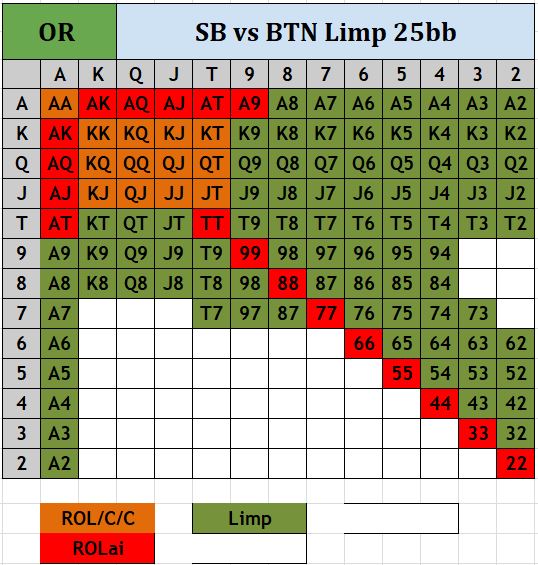 OR SB vs BTN Limp 25bb
A K Q J T 9 8 7 6 5 4 3 2
A AA AK AQ AJ AT A9 A8 A7 A6 A5 A4 A3 A2
K AK KK KQ KJ KT K9 K8 K7 K6 K5 K4 K3 K2
Q AQ KQ QQ QJ QT Q9 Q8 Q7 Q6 Q5 Q4 Q3 Q2
J AJ KJ QJ JJ JT J9 J8 J7 J6 J5 J4 J3 J2
T AT KT QT JT TT T9 T8 T7 T6 T5 T4 T3 T2
9 A9 K9 Q9 J9 T9 99 98 97 96 95 94
8 A8 K8 Q8 J8 T8 98 88 87 86 85 84
7 A7 T7 97 87 77 76 75 74 73
6 A6 66 65 64 63 62
5 A5 55 54 53 52
4 A4 44 43 42
3 A3 33 32
2 A2 22
ROL/C/C Limp
ROLai